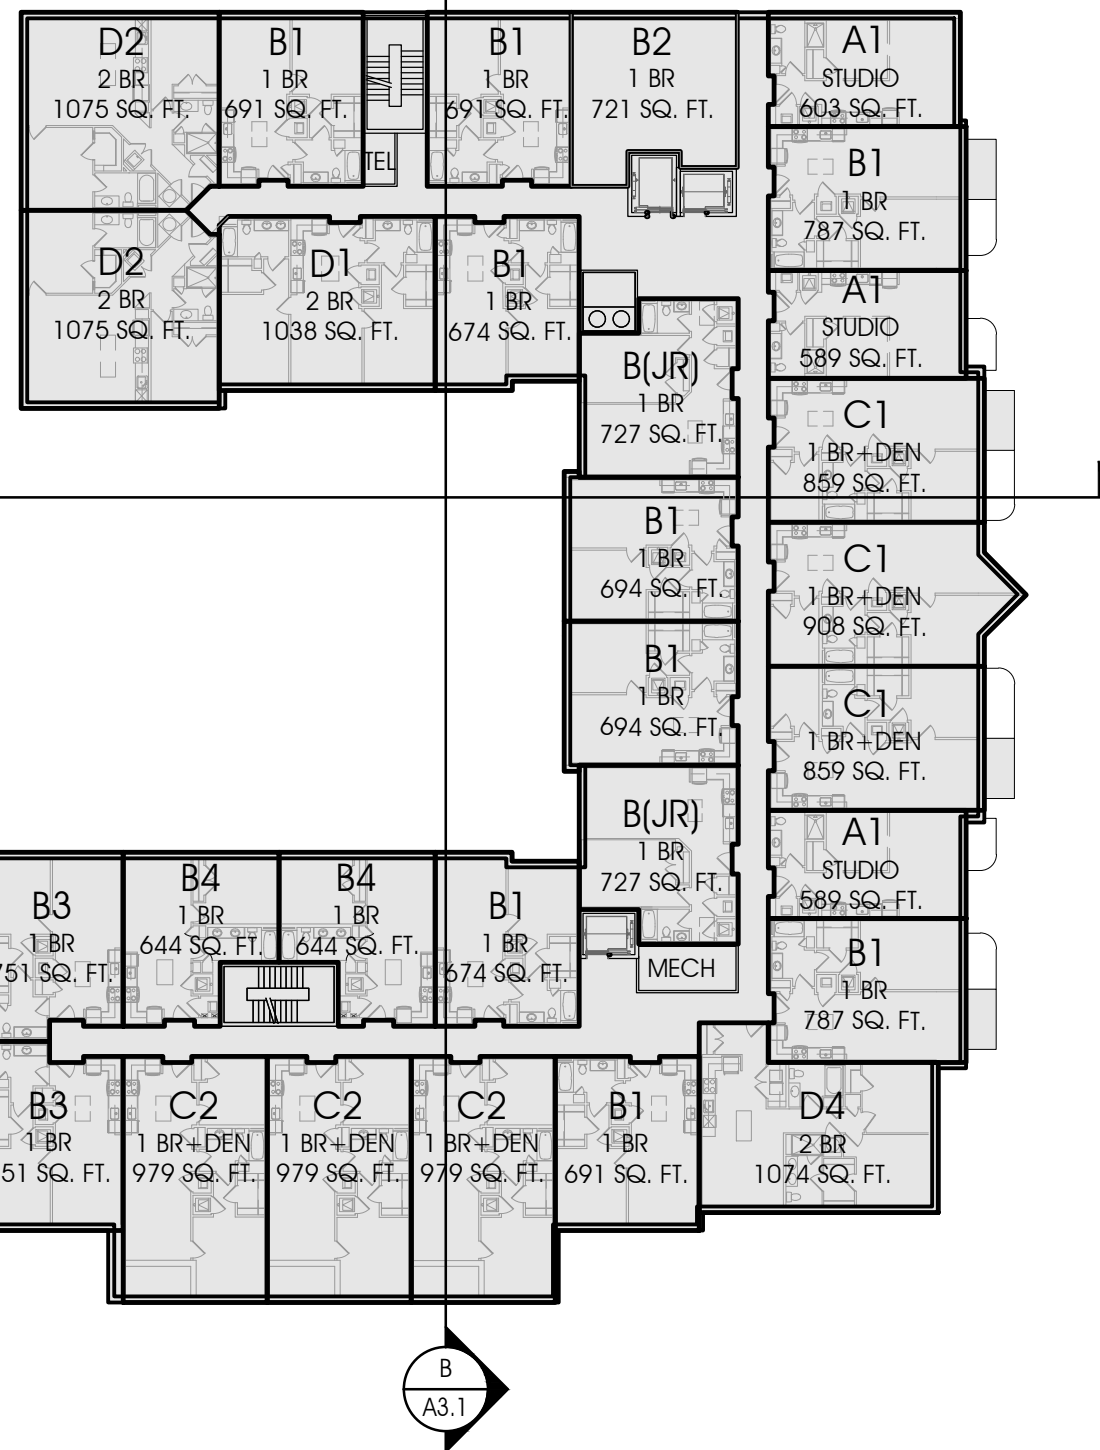 D2
2 BR
1075 SQ. FT.
B1
1 BR
691 SQ. FT.
TEL
B1
1 BR
691 SQ. FT.
B2
1 BR
721 SQ. FT.
A1
STUDIO
603 SQ. FT.
B1
1 BR
787 SQ. FT.
D2
2 BR
1075 SQ. FT.
D1
2 BR
1038 SQ. FT.
B1
1 BR
674 SQ. FT.
A1
STUDIO
589 SQ. FT.
B(JR)
1 BR
727 SQ. FT.
C1
1 BR+DEN
859 SQ. FT.
B1
1 BR
694 SQ. FT.
C1
1 BR+DEN
908 SQ. FT.
B1
1 BR
694 SQ. FT.
C1
1 BR+DEN
859 SQ. FT.
B(JR)
1 BR
727 SQ. FT.
A1
STUDIO
589 SQ. FT.
B3
1 BR
751 SQ. FT.
B4
1 BR
644 SQ. FT.
B4
1 BR
644 SQ. FT.
B1
1 BR
674 SQ. FT.
MECH
B1
1 BR
787 SQ. FT.
B3
1 BR
51 SQ. FT.
C2
1 BR+DEN
979 SQ. FT.
C2
1 BR+DEN
979 SQ. FT.
C2
1 BR+DEN
979 SQ. FT.
B1
1 BR
691 SQ. FT.
D4
2 BR
1074 SQ. FT.
B
A3.1